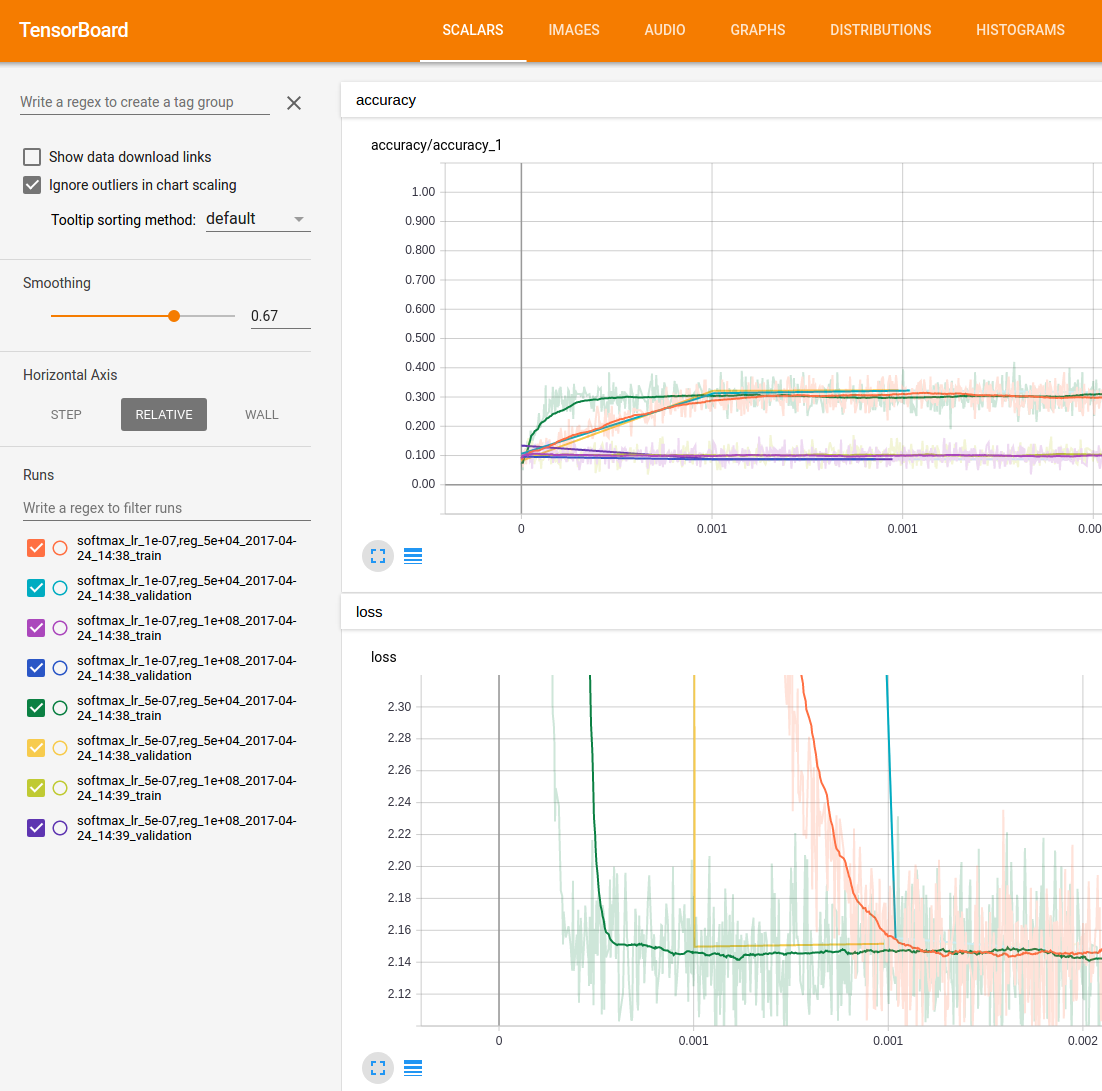 TensorBoard
SCALARS IMAGES AUDIO GRAPHS DISTRIBUTIONS HISTOGRAMS
Write a regex to create a tag group
Show data download links
Ignore outliers in chart scaling
Tooltip sorting method: default
Smoothing
0.67
Horizontal Axis
STEP RELATIVE WALL
Runs
Write a regex to filter runs
softmax_lr_1e-07,reg_5e+04_2017-04-
24_14:38_train
softmax_lr_1e-07,reg_5e+04_2017-04-
24_14:38_validation
softmax_lr_1e-07,reg_1e+08_2017-04-
24_14:38_train
softmax_lr_1e-07,reg_1e+08_2017-04-
24_14:38_validation
softmax_lr_5e-07,reg_5e+04_2017-04-
24_14:38_train
softmax_lr_5e-07,reg_5e+04_2017-04-
24_14:38_validation
softmax_lr_5e-07,reg_1e+08_2017-04-
24_14:39_train
softmax_lr_5e-07,reg_1e+08_2017-04-
24_14:39_validation
accuracy
accuracy/accuracy_1
1.00
0.900
0.800
0.700
0.600
0.500
0.400
0.300
0.200
0.100
0.00
0 0.001 0.001 0.00
loss
loss
2.30
2.28
2.26
2.24
2.22
2.20
2.18
2.16
2.14
2.12
0 0.001 0.001 0.002